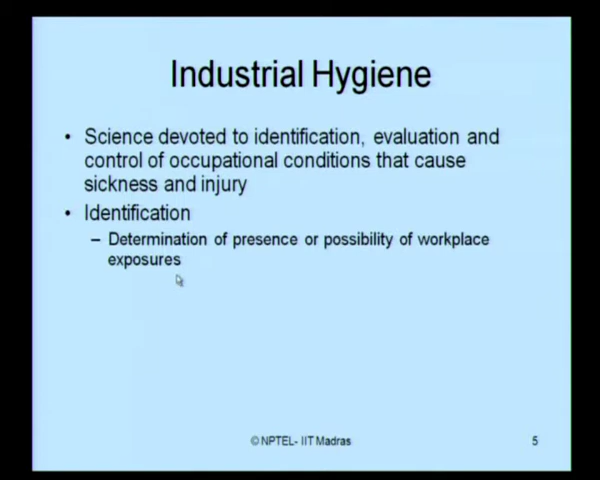 Industrial Hygiene
• Science devoted to identification, evaluation and
control of occupational conditions that cause
sickness and injury
• Identification
– Determination of presence or possibility of workplace
exposures
© NPTEL- IIT Madras
5